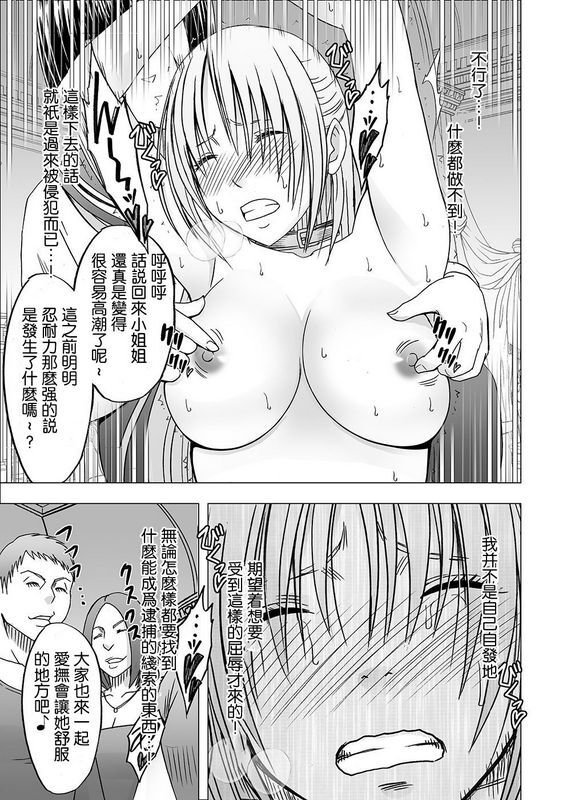 不行了…！
什麼都做不到！
這樣下去的話
就衹是過來被侵犯而已…！
呼呼呼
話說回來小姐姐
還真是變得
很容易高潮了呢~
這之前明明
忍耐力那麼强的說
是發生了什麼嗎~？
我并不是自己自發地
期望着想要
受到這樣的屈辱才來的！
無論怎麼樣都要找到
什麼能成爲逮捕的綫索的東西…！
大家也來一起
愛撫會讓她舒服
的地方吧♪